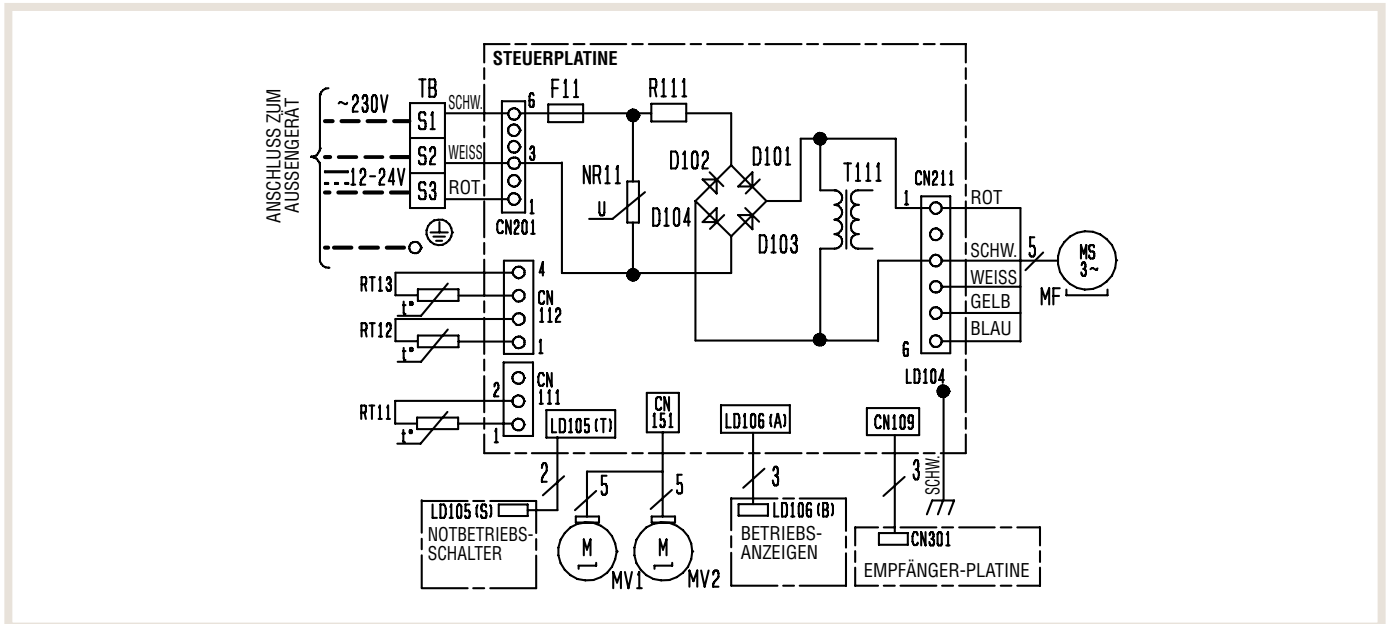 STEUERPLATINE
ANSCHLUSS ZUM
AUSSENGERÄT
~230V
12-24V
TB
S1
S2
S3
SCHW.
WEISS
ROT
6
3
1
CN201
F11
R111
NR11
U
D102
D101
D104
D103
T111
CN211
1
6
ROT
SCHW.
WEISS
GELB
BLAU
5
MS
3~
MF
RT13
t°
RT12
t°
4
CN
112
1
RT11
t°
2
CN
111
1
LD105(T)
CN
151
LD106(A)
CN109
LD104
2
5
5
3
3
SCHW.
LD105(S)
NOTBETRIEBS-
SCHALTER
M
MV1
M
MV2
LD106(B)
BETRIEBS-
ANZEIGEN
CN301
EMPFÄNGER-PLATINE